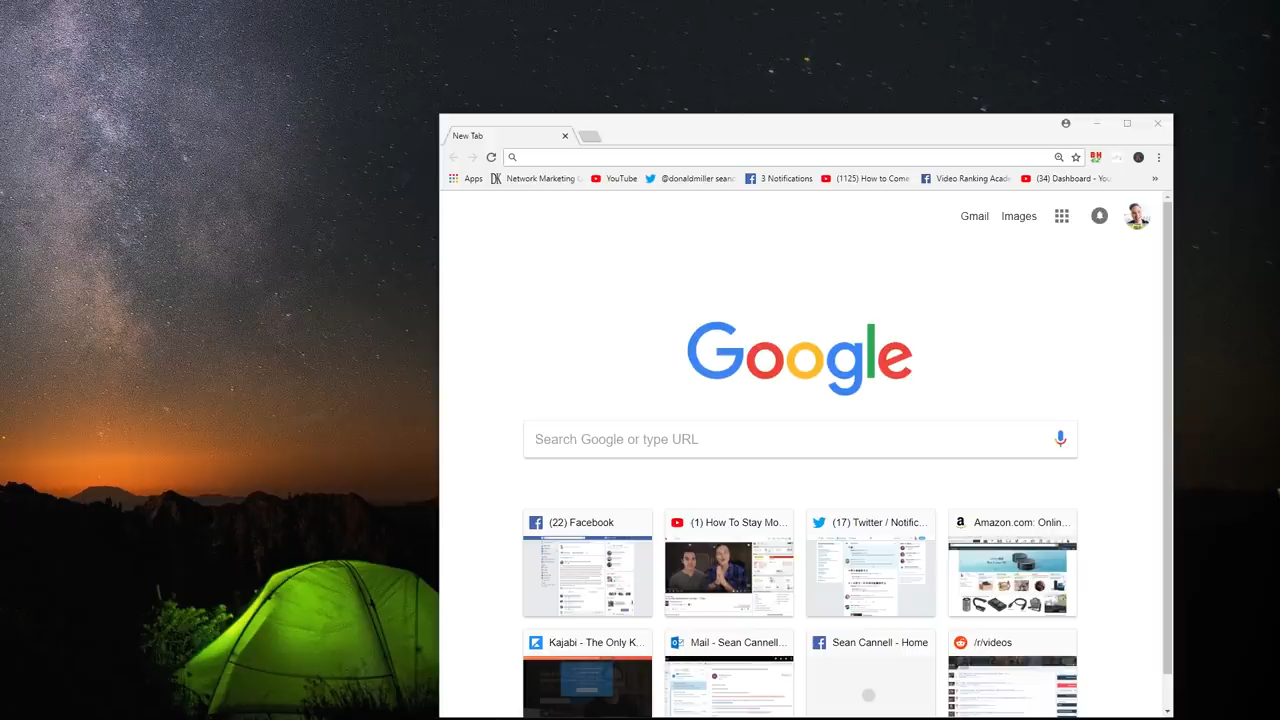 New Tab
Apps Network Marketing YouTube @donaldmiller seanc 3 Notifications (1125) How to Come Video Ranking Acad (34) Dashboard - You
Gmail Images
Google
Search Google or type URL
(22) Facebook (1) How To Stay Mo... (17) Twitter / Notific... Amazon.com: Onlin...
Kajabi - The Only K... Mail - Sean Cannell... Sean Cannell - Home /r/videos